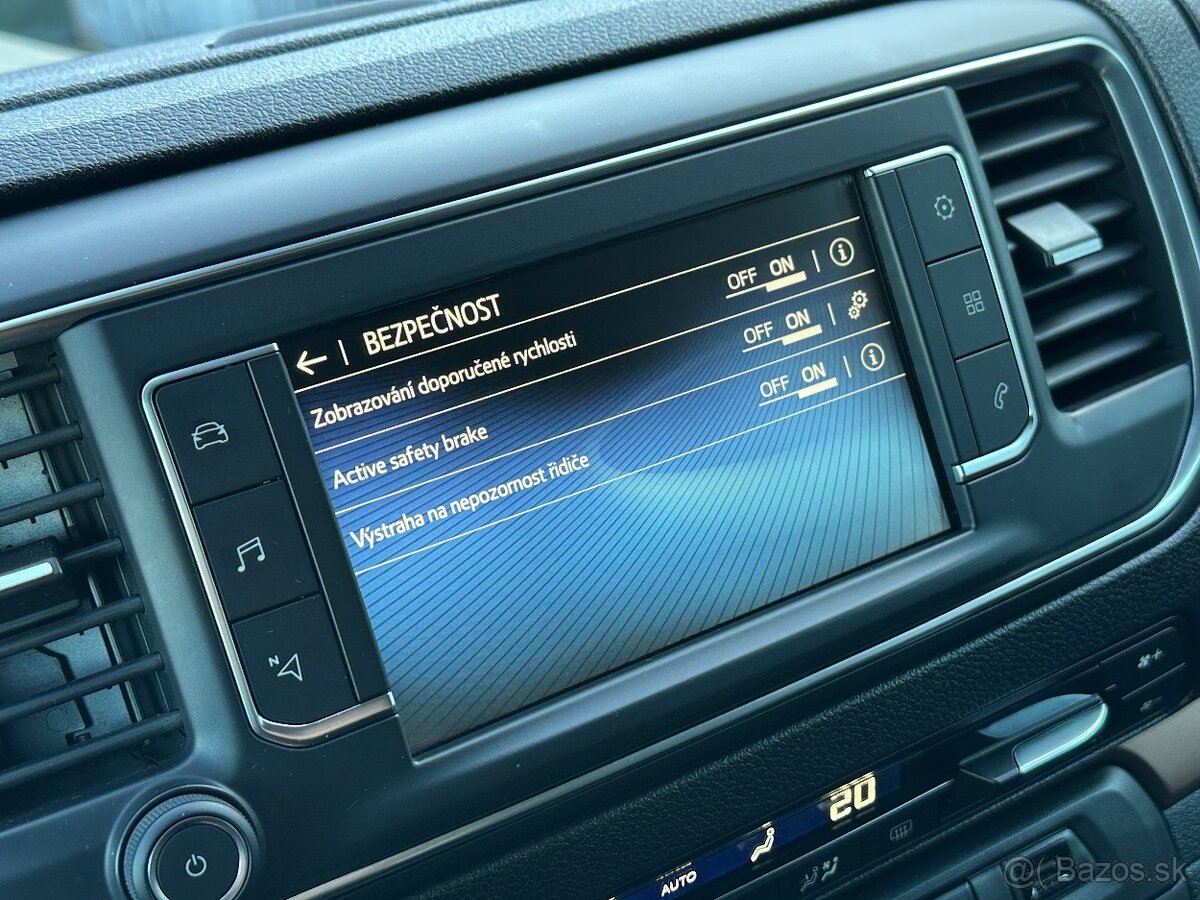 BEZPEČNOST
Zobrazování doporučené rychlosti OFF ON
Active safety brake OFF ON
Výstraha na nepozornost řidiče OFF ON
N
20
AUTO
@( Bazos.sk